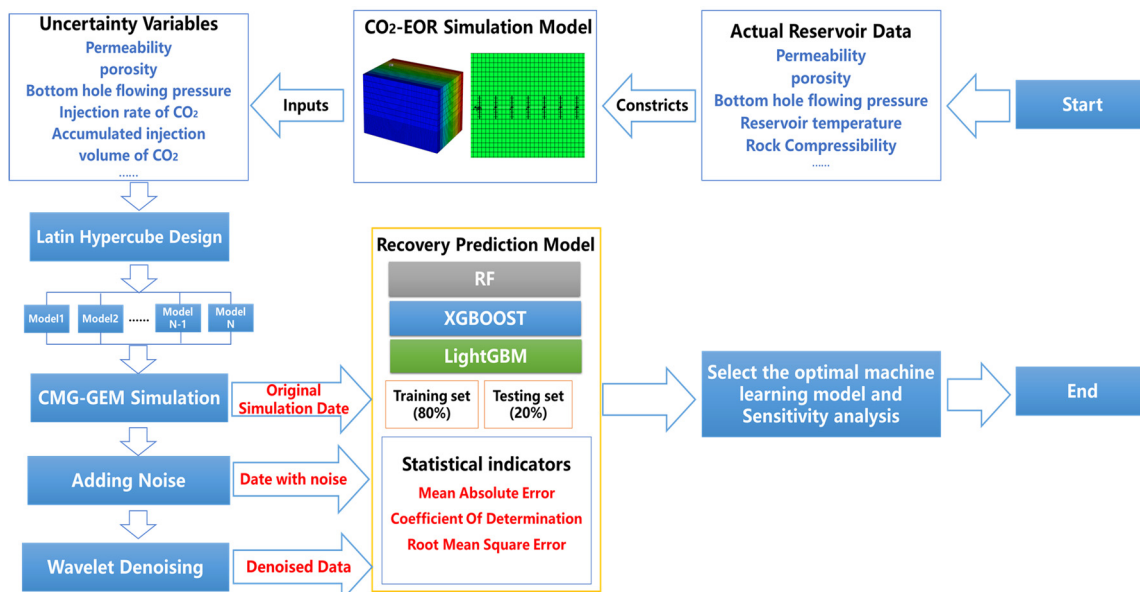 Uncertainty Variables
Permeability
porosity
Bottom hole flowing pressure
Injection rate of CO₂
Accumulated injection
volume of CO₂
......
Inputs
CO₂-EOR Simulation Model
Constricts
Actual Reservoir Data
Permeability
porosity
Bottom hole flowing pressure
Reservoir temperature
Rock Compressibility
......
Start
Latin Hypercube Design
Model1
Model2
......
Model
N-1
Model
N
CMG-GEM Simulation
Original
Simulation Date
Adding Noise
Date with noise
Wavelet Denoising
Denoised Data
Recovery Prediction Model
RF
XGBOOST
LightGBM
Training set
(80%)
Testing set
(20%)
Statistical indicators
Mean Absolute Error
Coefficient Of Determination
Root Mean Square Error
Select the optimal machine
learning model and
Sensitivity analysis
End